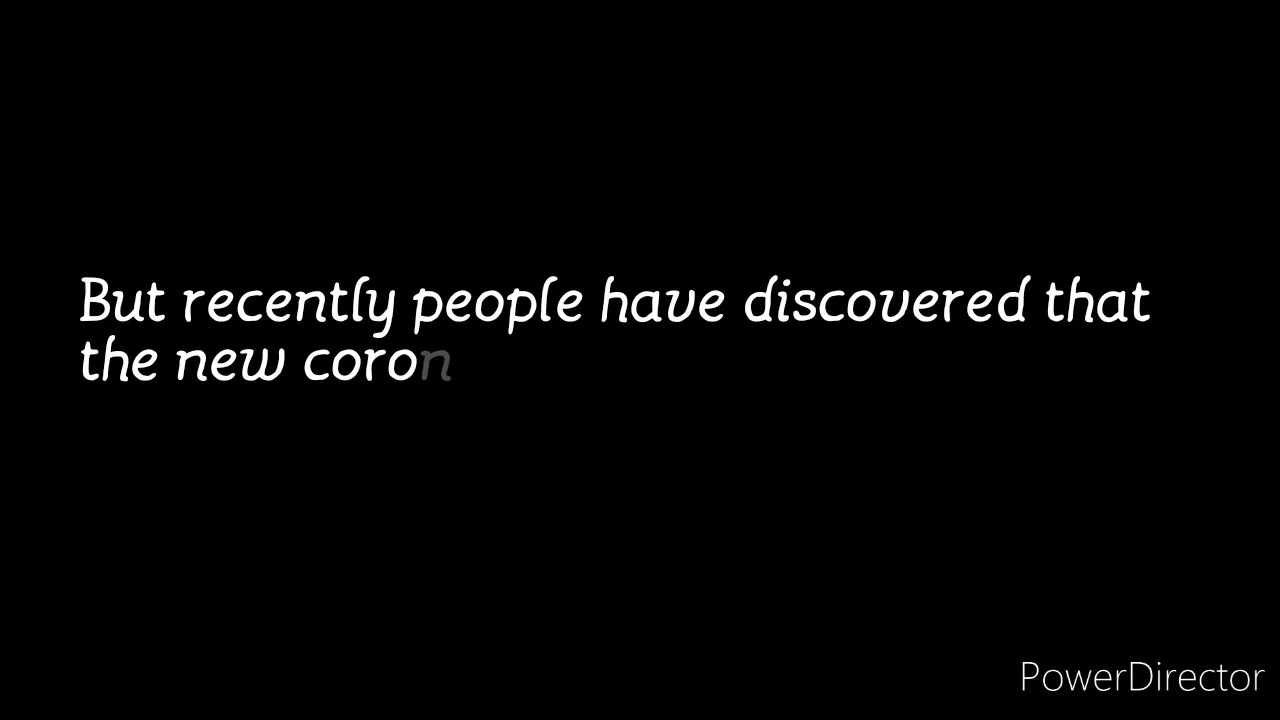 But recently people have discovered that
the new coron
PowerDirector